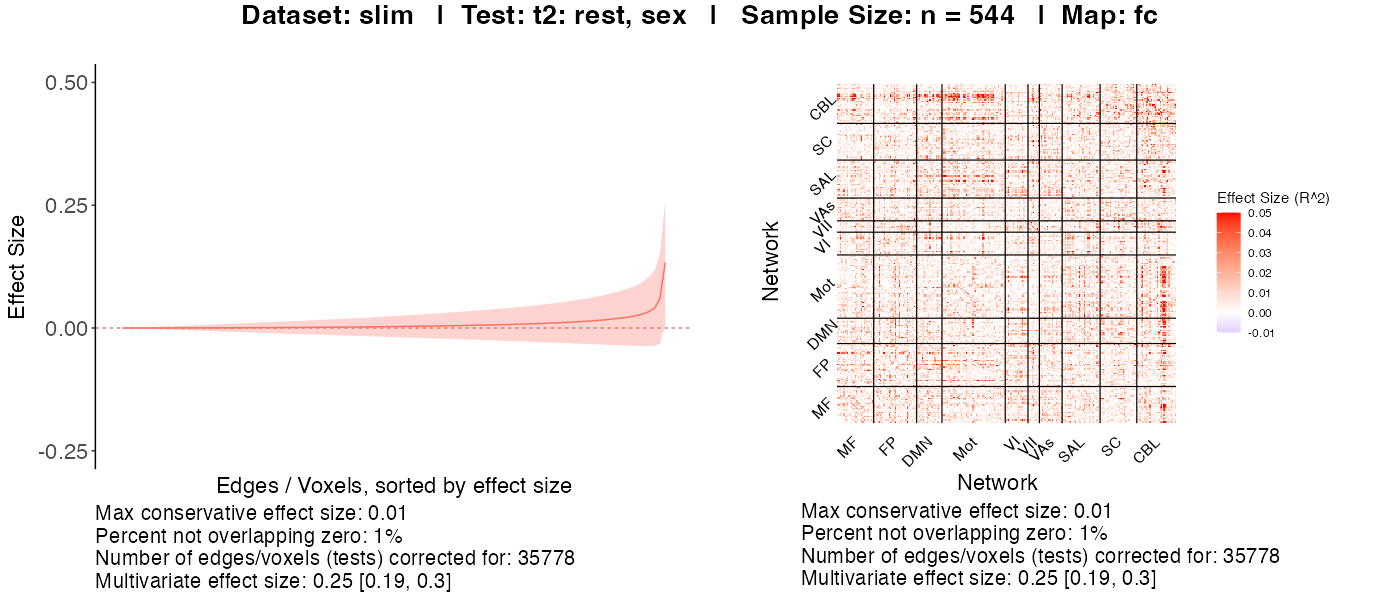 Dataset: slim | Test: t2: rest, sex | Sample Size: n = 544 | Map: fc
0.50
0.25
0.00
-0.25
Effect Size
Edges / Voxels, sorted by effect size
Max conservative effect size: 0.01
Percent not overlapping zero: 1%
Number of edges/voxels (tests) corrected for: 35778
Multivariate effect size: 0.25 [0.19, 0.3]
Network
CBL
SC
SAL
VAs
VII
VI
Mot
DMN
FP
MF
MF
FP
DMN
Mot
VI
VII
VAs
SAL
SC
CBL
Network
Max conservative effect size: 0.01
Percent not overlapping zero: 1%
Number of edges/voxels (tests) corrected for: 35778
Multivariate effect size: 0.25 [0.19, 0.3]
Effect Size (R^2)
0.05
0.04
0.03
0.02
0.01
0.00
-0.01